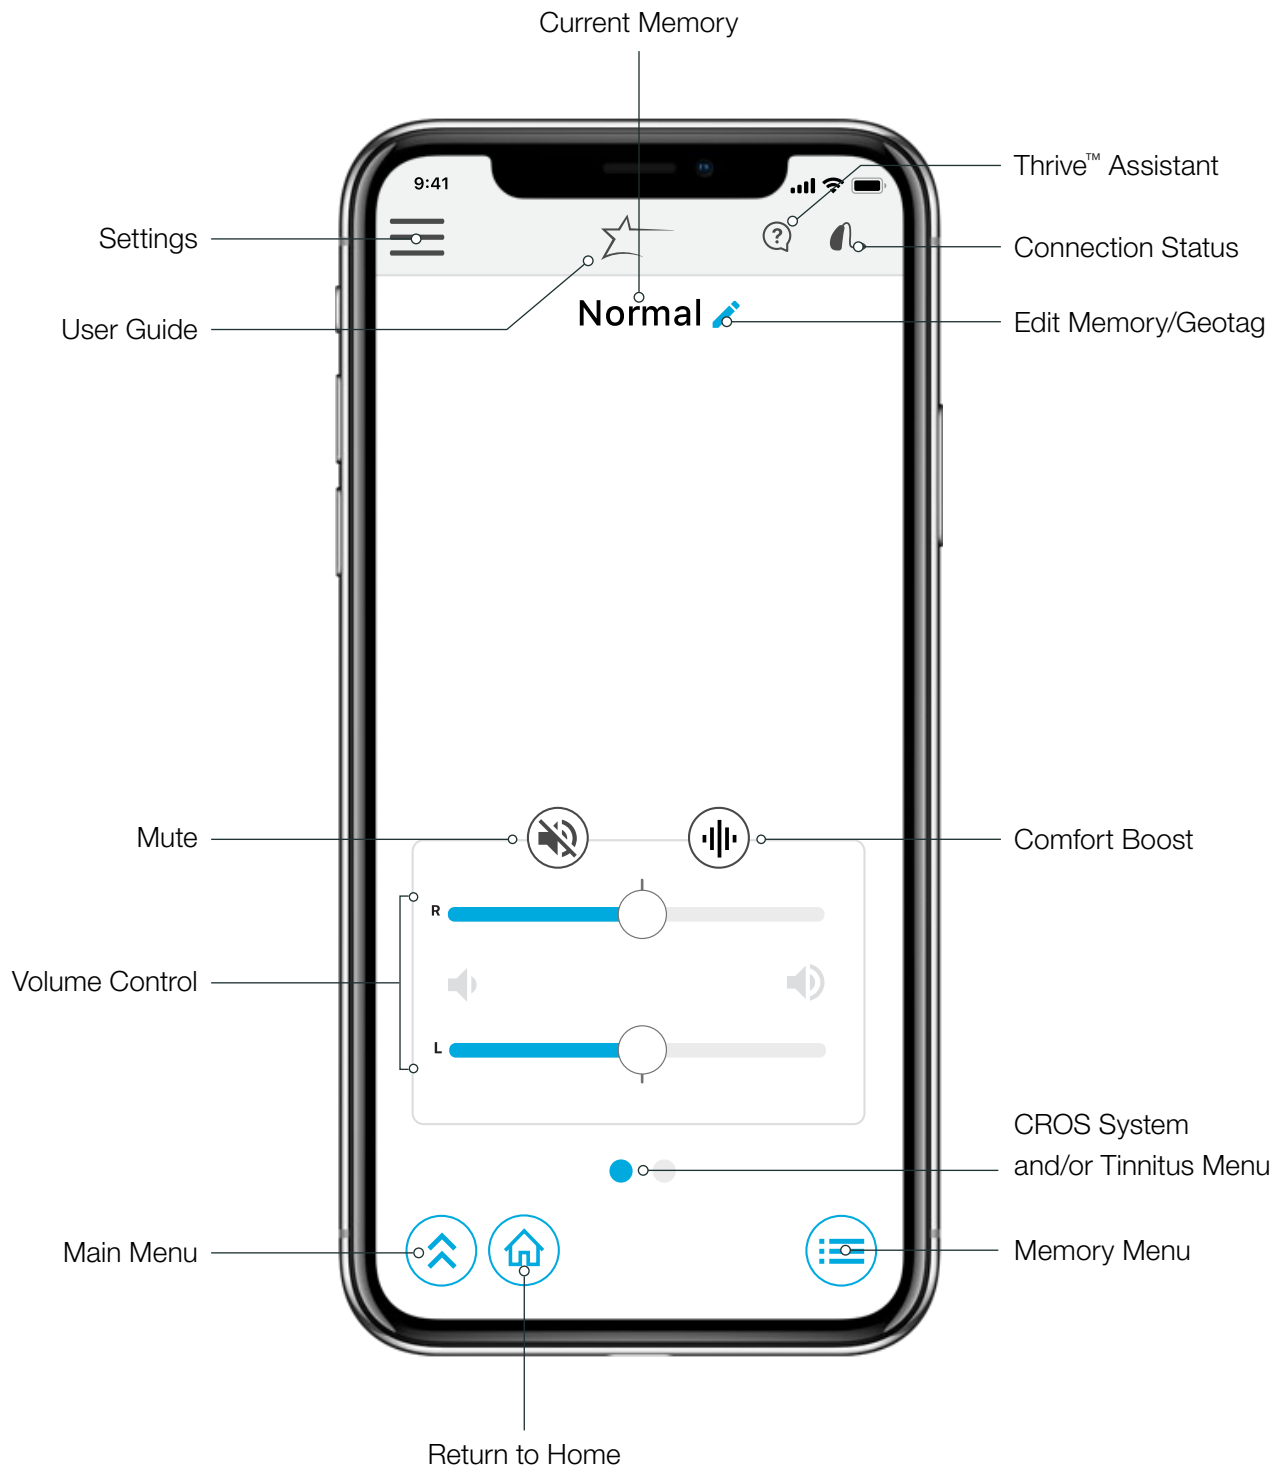 Current Memory
Thrive™ Assistant
9:41
Settings
Connection Status
Normal
User Guide
Edit Memory/Geotag
Mute
Comfort Boost
R
Volume Control
L
CROS System
and/or Tinnitus Menu
Main Menu
Memory Menu
Return to Home